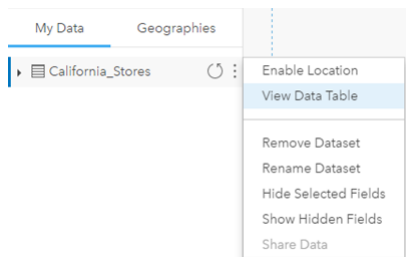 My Data Geographies
California_Stores
Enable Location
View Data Table
Remove Dataset
Rename Dataset
Hide Selected Fields
Show Hidden Fields
Share Data